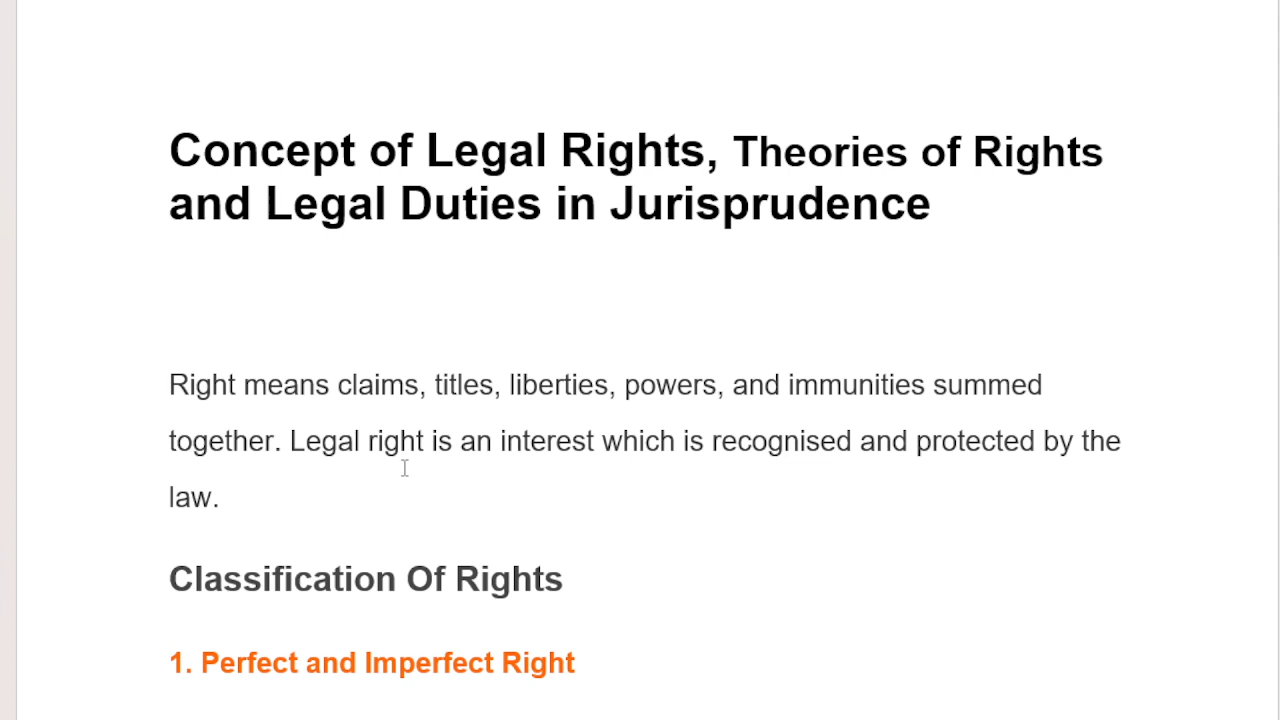 Concept of Legal Rights, Theories of Rights
and Legal Duties in Jurisprudence
Right means claims, titles, liberties, powers, and immunities summed
together. Legal right is an interest which is recognised and protected by the
law.
Classification Of Rights
1. Perfect and Imperfect Right